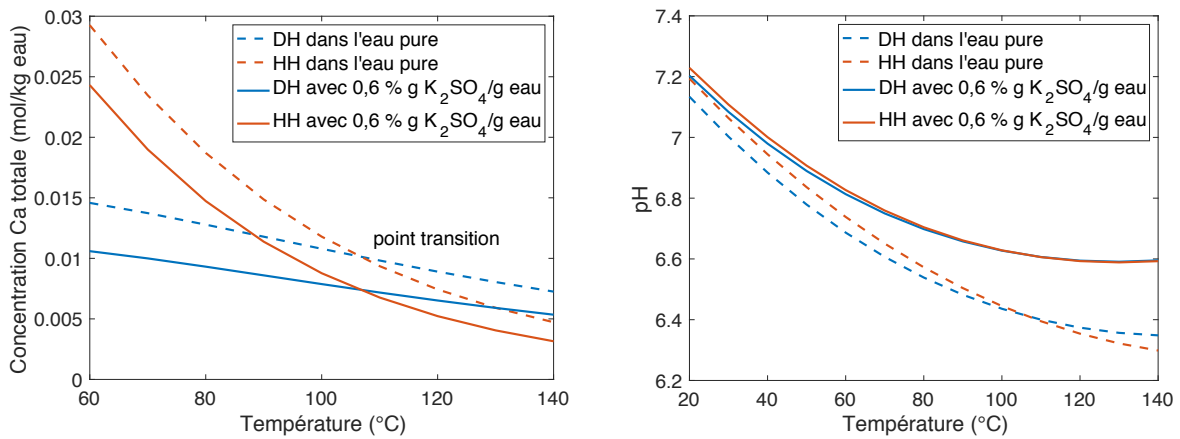 0.03
0.025
0.02
0.015
0.01
0.005
0
Concentration Ca totale (mol/kg eau)
DH dans l'eau pure
HH dans l'eau pure
DH avec 0,6 % g K2SO4/g eau
HH avec 0,6 % g K2SO4/g eau
point transition
60 80 100 120 140
Température (°C)
7.4
7.2
7
6.8
6.6
6.4
6.2
pH
DH dans l'eau pure
HH dans l'eau pure
DH avec 0,6 % g K2SO4/g eau
HH avec 0,6 % g K2SO4/g eau
20 40 60 80 100 120 140
Température (°C)